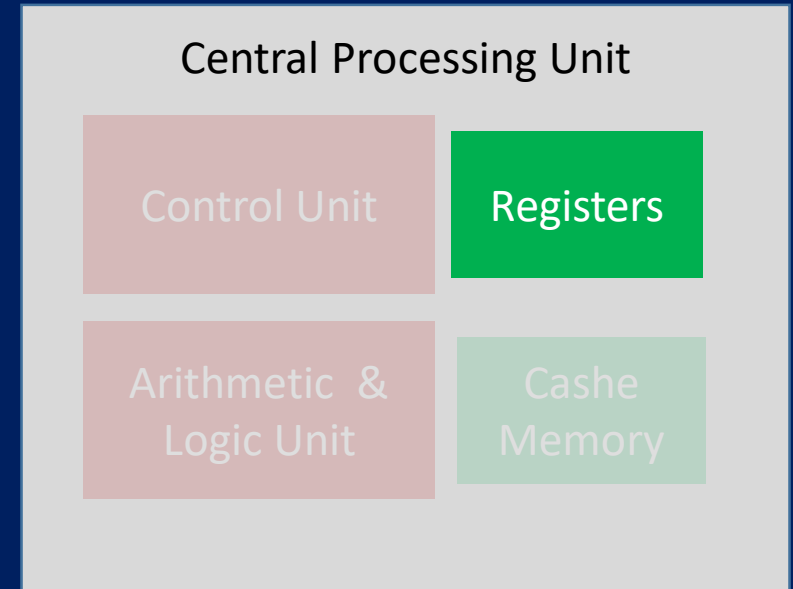 Central Processing Unit
Control Unit
Registers
Arithmetic &
Logic Unit
Cashe
Memory